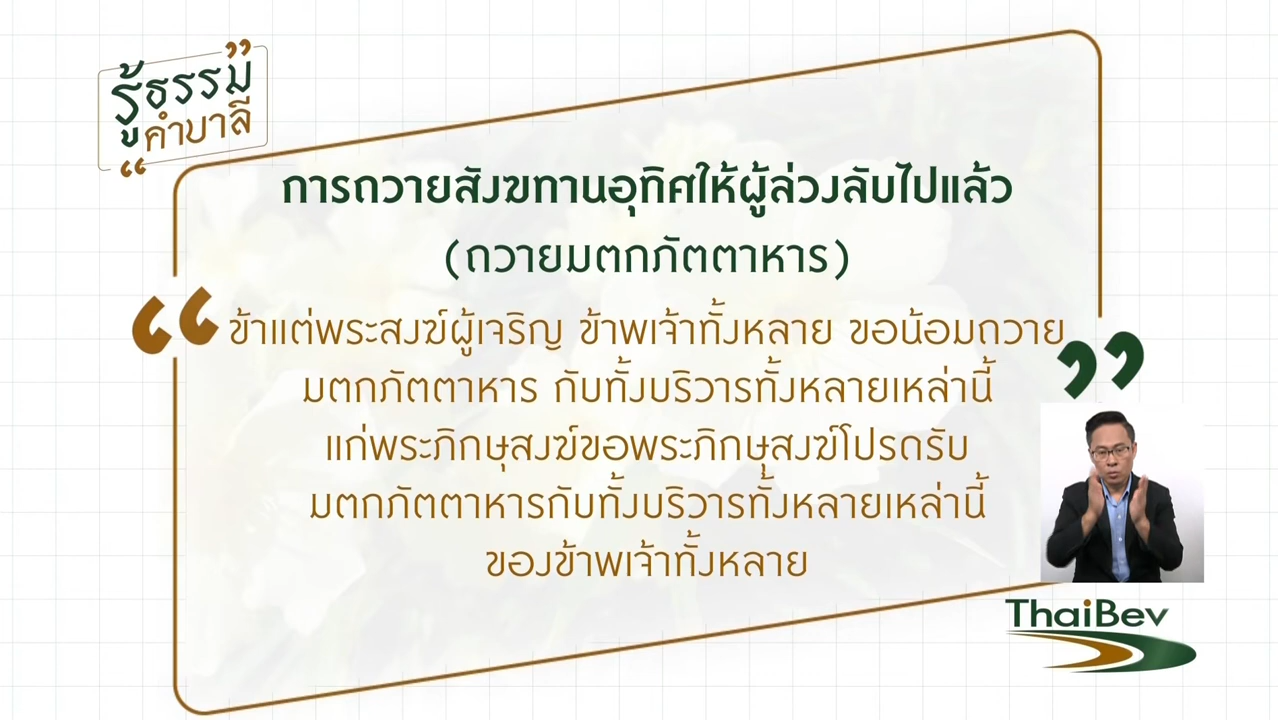 รู้ธรรม
คำบาลี
การถวายสังฆทานอุทิศให้ผู้ล่วงลับไปแล้ว
(ถวายมตกภัตตาหาร)
ข้าแต่พระสงฆ์ผู้เจริญ ข้าพเจ้าทั้งหลาย ขอน้อมถวาย
มตกภัตตาหาร กับทั้งบริวารทั้งหลายเหล่านี้
แก่พระภิกษุสงฆ์ขอพระภิกษุสงฆ์โปรดรับ
มตกภัตตาหารกับทั้งบริวารทั้งหลายเหล่านี้
ของข้าพเจ้าทั้งหลาย
ThaiBev